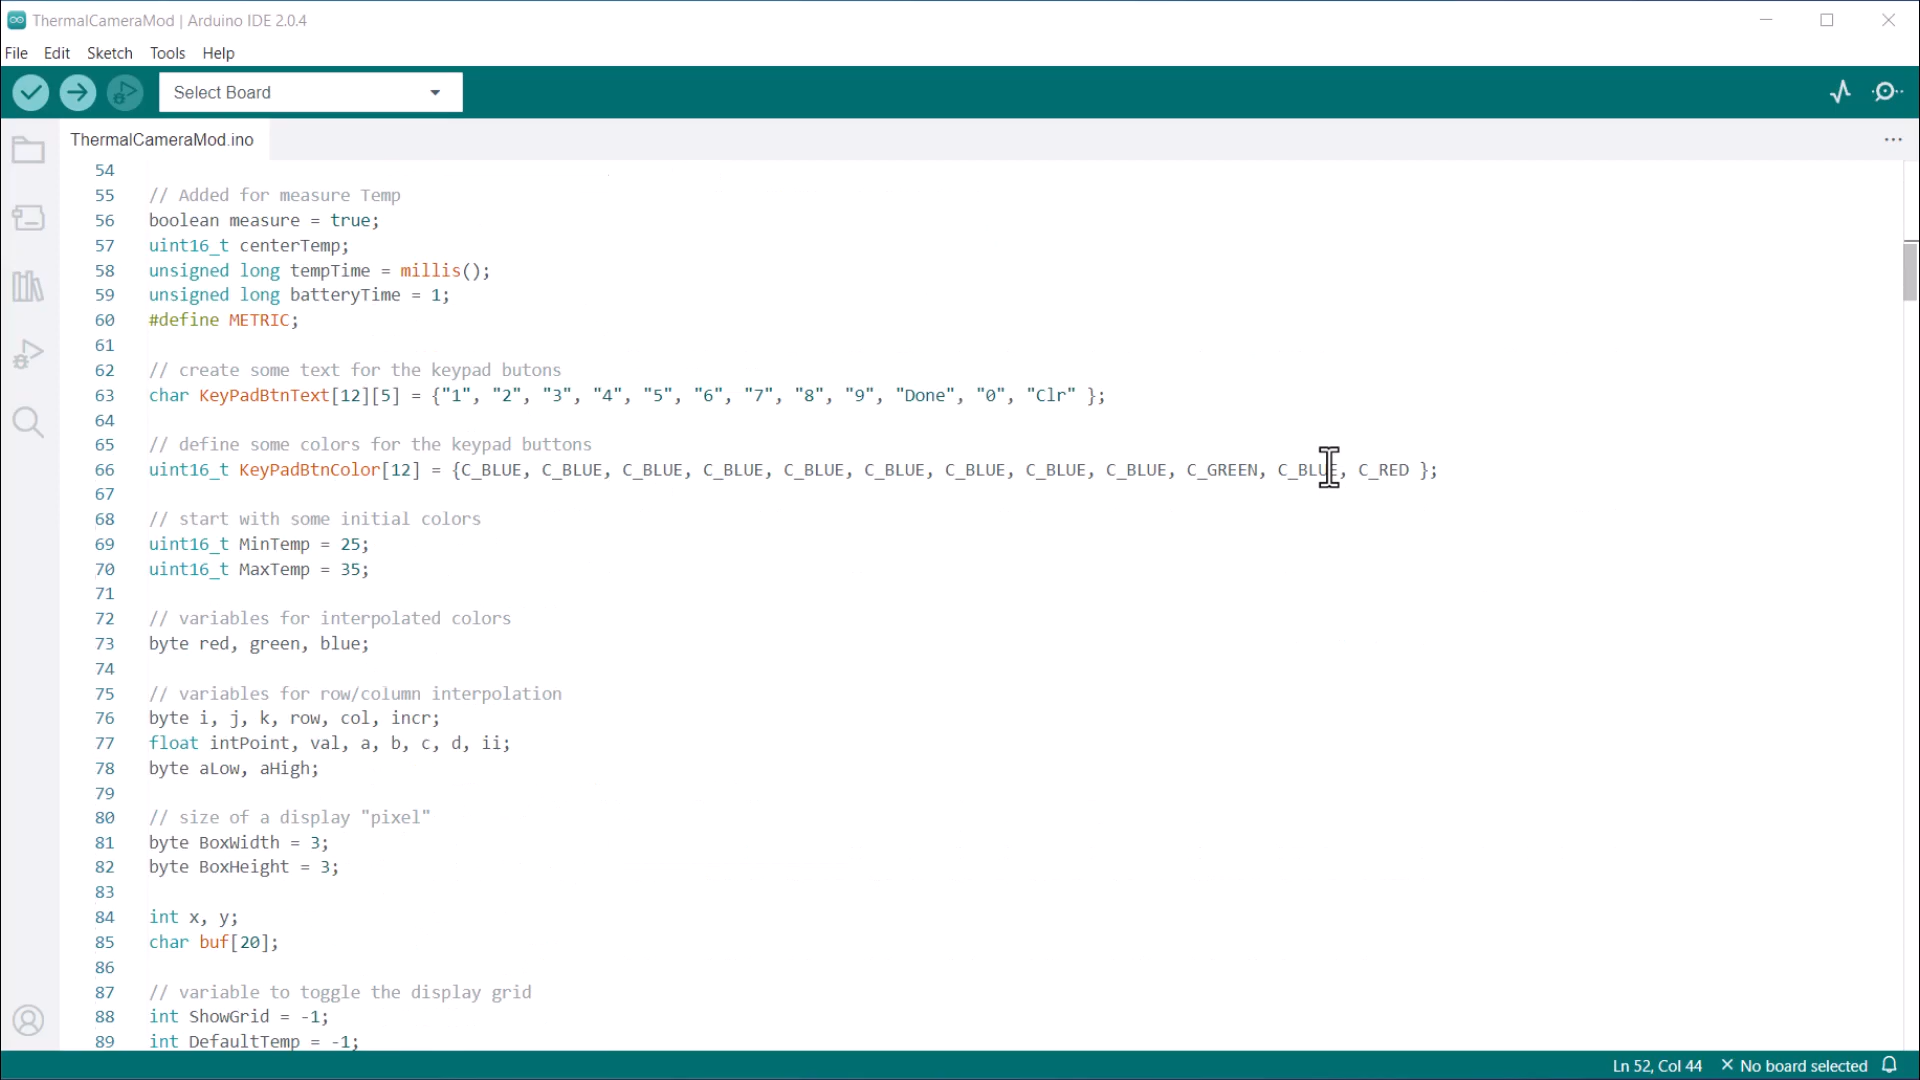 ThermalCameraMod | Arduino IDE 2.0.4
File Edit Sketch Tools Help
Select Board
ThermalCameraMod.ino
54
55 // Added for measure Temp
56 boolean measure = true;
57 uint16_t centerTemp;
58 unsigned long tempTime = millis();
59 unsigned long batteryTime = 1;
60 #define METRIC;
61
62 // create some text for the keypad butons
63 char KeyPadBtnText[12][5] = {"1", "2", "3", "4", "5", "6", "7", "8", "9", "Done", "0", "Clr" };
64
65 // define some colors for the keypad buttons
66 uint16_t KeyPadBtnColor[12] = {C_BLUE, C_BLUE, C_BLUE, C_BLUE, C_BLUE, C_BLUE, C_BLUE, C_BLUE, C_BLUE, C_GREEN, C_BLUE, C_RED };
67
68 // start with some initial colors
69 uint16_t MinTemp = 25;
70 uint16_t MaxTemp = 35;
71
72 // variables for interpolated colors
73 byte red, green, blue;
74
75 // variables for row/column interpolation
76 byte i, j, k, row, col, incr;
77 float intPoint, val, a, b, c, d, ii;
78 byte aLow, aHigh;
79
80 // size of a display "pixel"
81 byte BoxWidth = 3;
82 byte BoxHeight = 3;
83
84 int x, y;
85 char buf[20];
86
87 // variable to toggle the display grid
88 int ShowGrid = -1;
89 int DefaultTemp = -1;
Ln 52, Col 44 No board selected